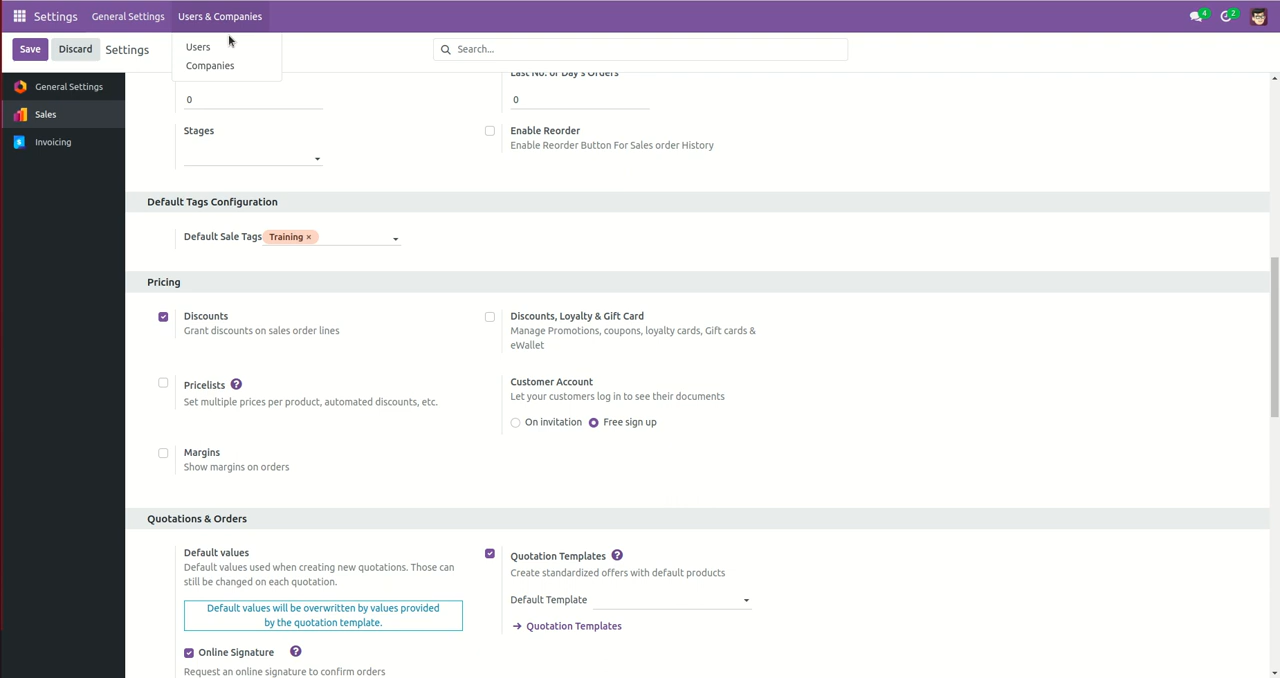 Settings General Settings Users & Companies 4 2
Save Discard Settings Search...
Users
Companies
General Settings
Sales
Invoicing
Last No. of Day's Orders
0 0
Stages Enable Reorder
Enable Reorder Button For Sales order History
Default Tags Configuration
Default Sale Tags Training ×
Pricing
Discounts Discounts, Loyalty & Gift Card
Grant discounts on sales order lines Manage Promotions, coupons, loyalty cards, Gift cards &
eWallet
Pricelists ? Customer Account
Set multiple prices per product, automated discounts, etc. Let your customers log in to see their documents
On invitation Free sign up
Margins
Show margins on orders
Quotations & Orders
Default values Quotation Templates ?
Default values used when creating new quotations. Those can Create standardized offers with default products
still be changed on each quotation.
Default values will be overwritten by values provided Default Template
by the quotation template. → Quotation Templates
Online Signature ?
Request an online signature to confirm orders